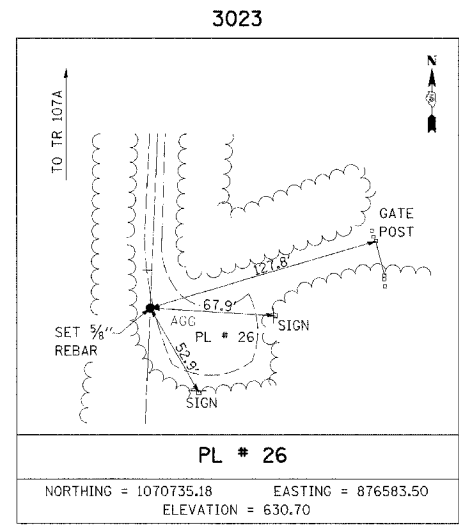 3023
TO TR 107A
N
GATE
POST
127.8'
67.9'
SIGN
AGG
PL # 26
SET 5/8"
REBAR
52.9'
SIGN
PL # 26
NORTHING = 1070735.18 EASTING = 876583.50
ELEVATION = 630.70